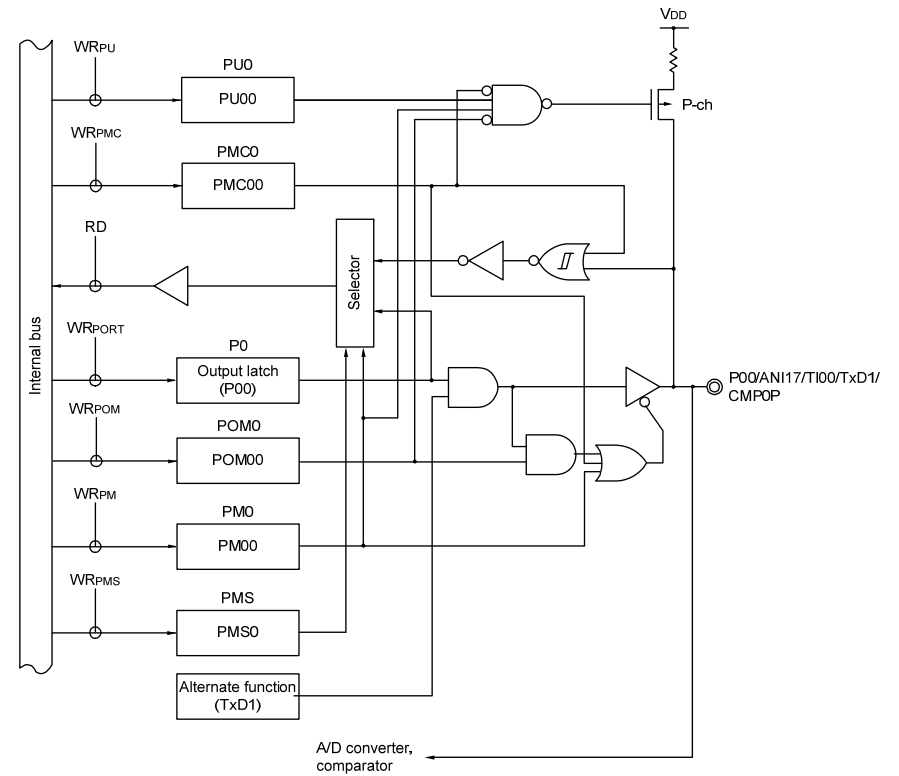 VDD
WRPU
PU0
PU00
P-ch
WRPMC
PMC0
PMC00
RD
Selector
Internal bus
WRPORT
P0
Output latch
(P00)
P00/ANI17/TI00/TxD1/
CMP0P
WRPOM
POM0
POM00
WRPM
PM0
PM00
WRPMS
PMS
PMS0
Alternate function
(TxD1)
A/D converter,
comparator